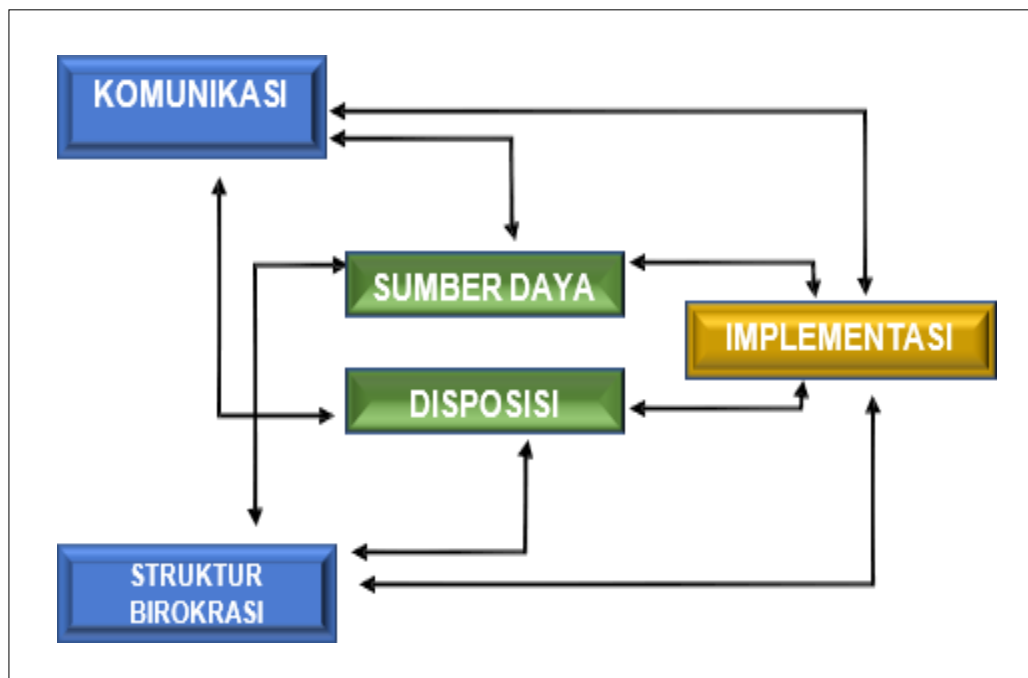 KOMUNIKASI
SUMBER DAYA
IMPLEMENTASI
DISPOSISI
STRUKTUR
BIROKRASI